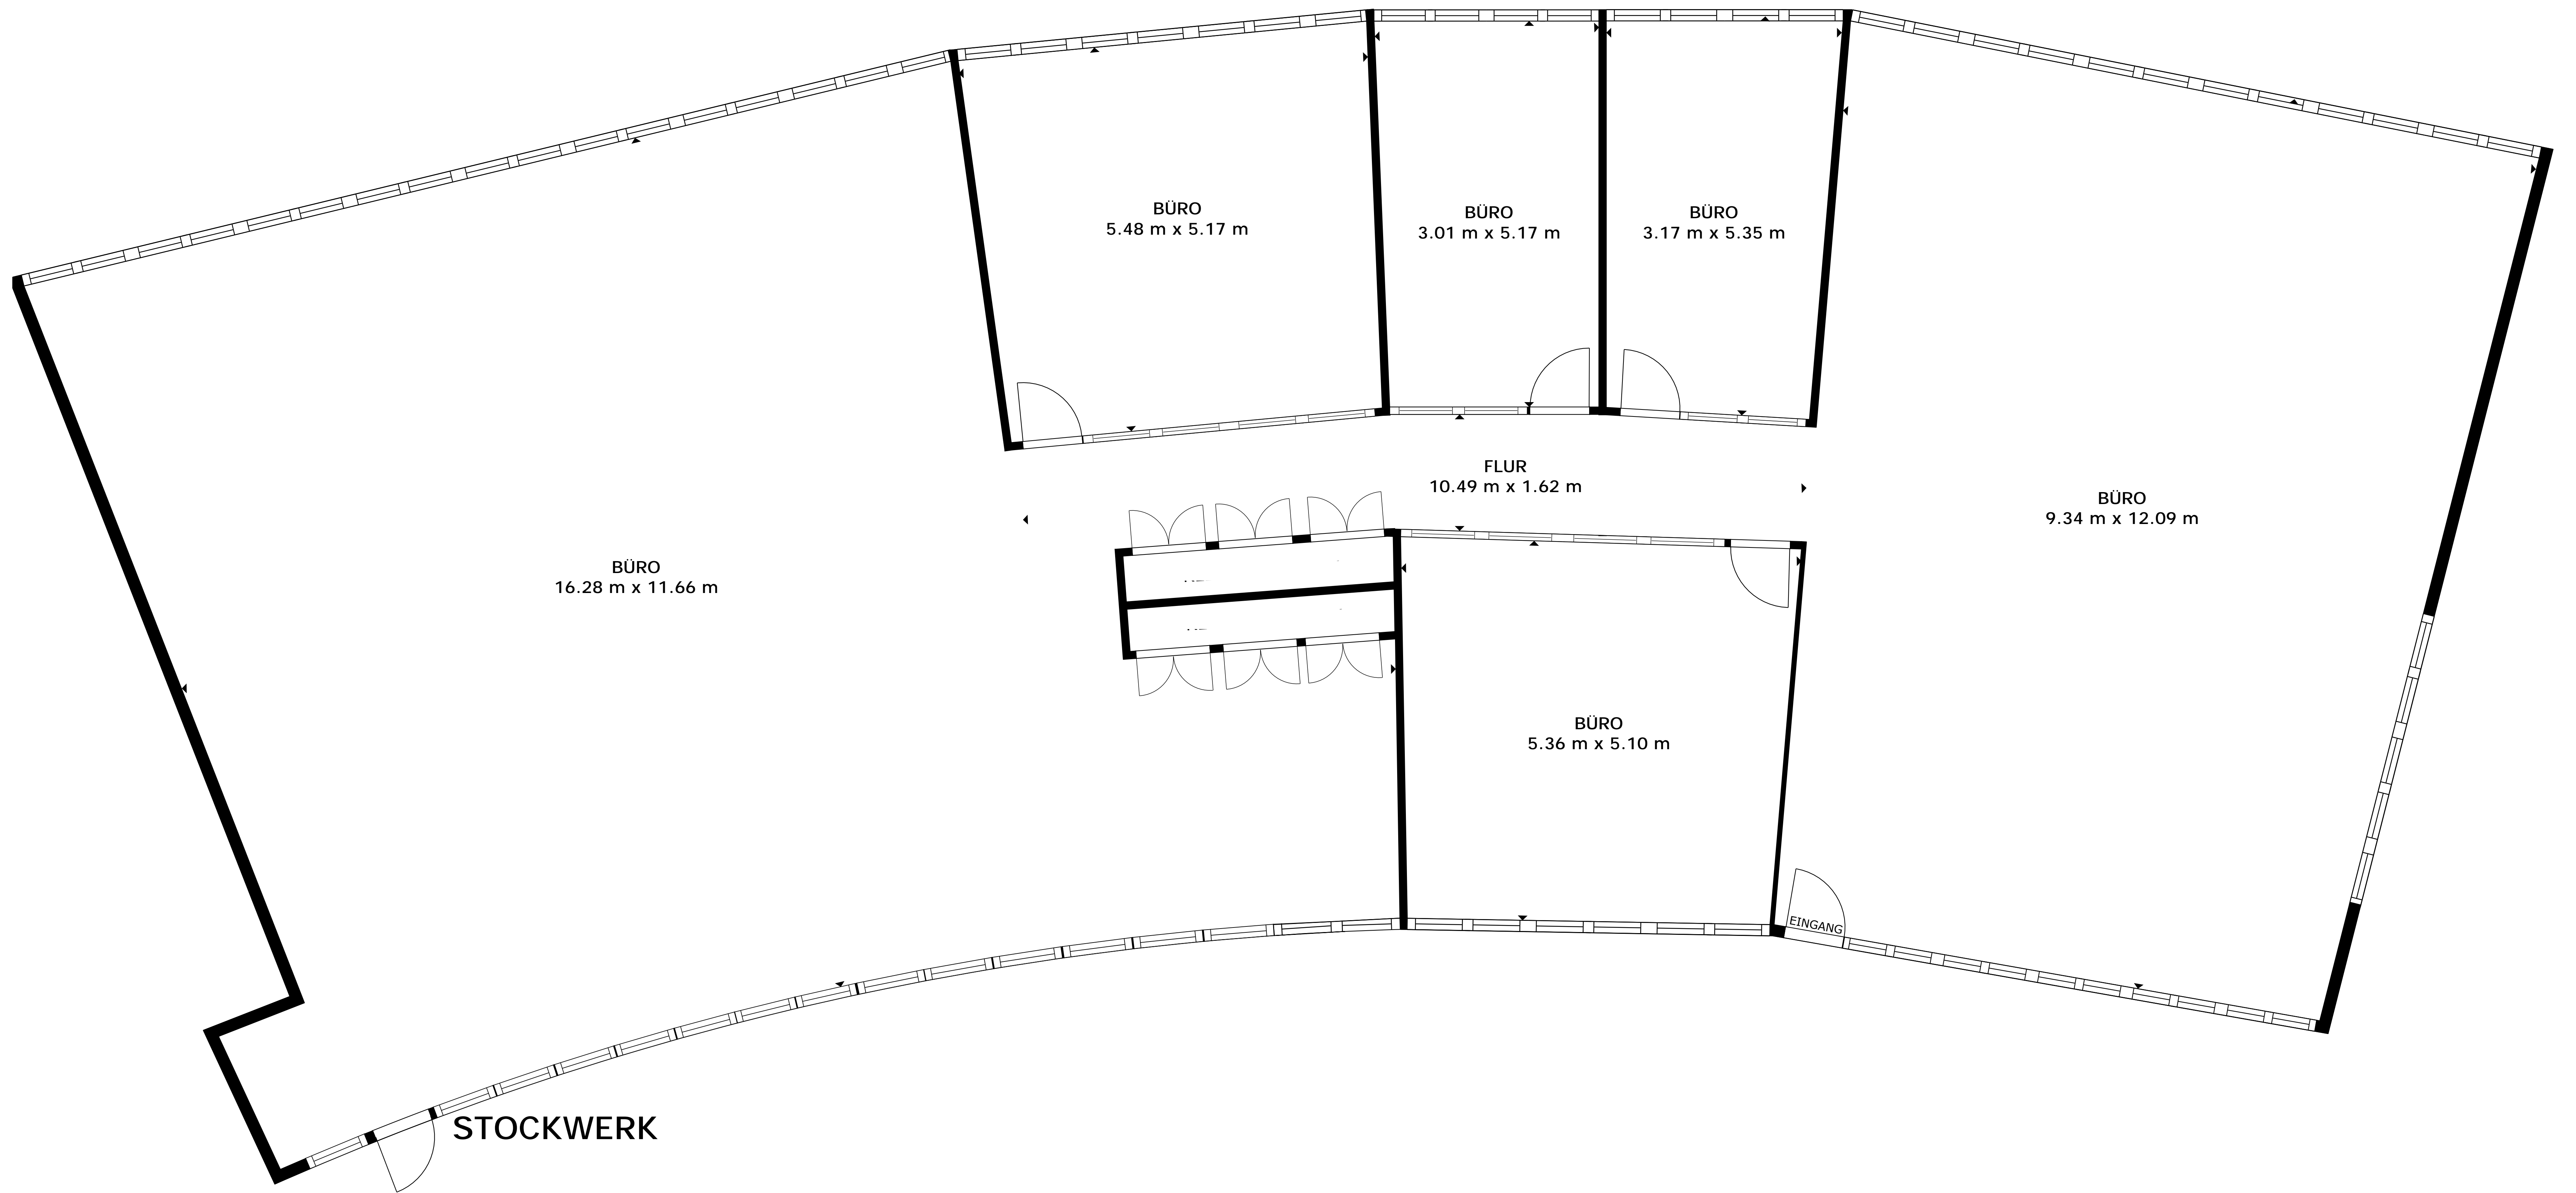 BÜRO
5.48 m x 5.17 m
BÜRO
3.01 m x 5.17 m
BÜRO
3.17 m x 5.35 m
FLUR
10.49 m x 1.62 m
BÜRO
9.34 m x 12.09 m
BÜRO
16.28 m x 11.66 m
BÜRO
5.36 m x 5.10 m
EINGANG
STOCKWERK